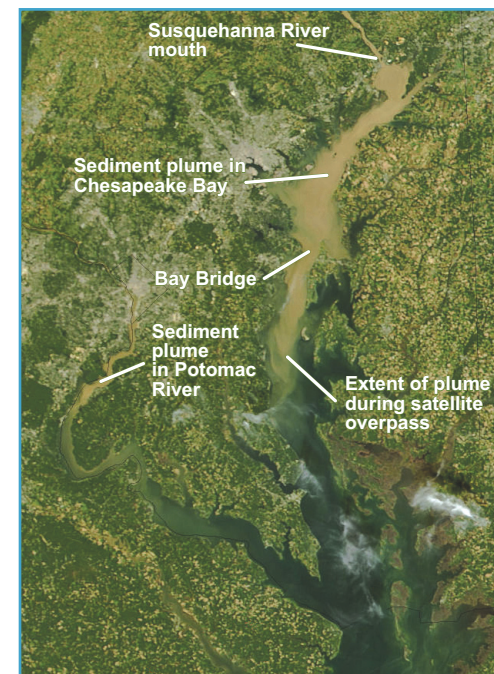 Susquehanna River
mouth
Sediment plume in
Chesapeake Bay
Bay Bridge
Sediment
plume
in Potomac
River
Extent of plume
during satellite
overpass